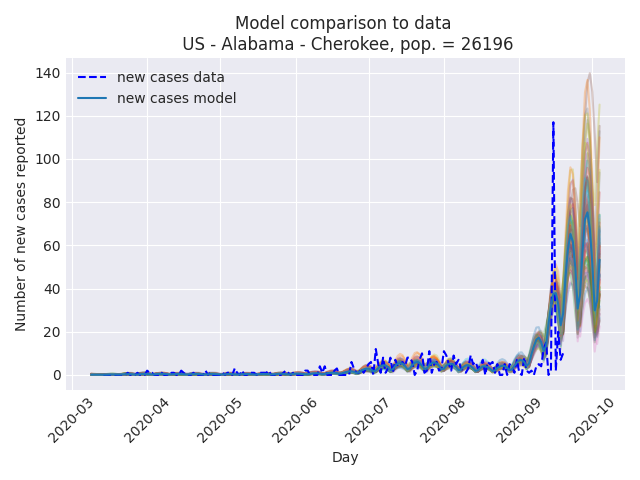 Model comparison to data
US - Alabama - Cherokee, pop. = 26196
new cases data
new cases model
Number of new cases reported
140
120
100
80
60
40
20
0
2020-03
2020-04
2020-05
2020-06
2020-07
2020-08
2020-09
2020-10
Day